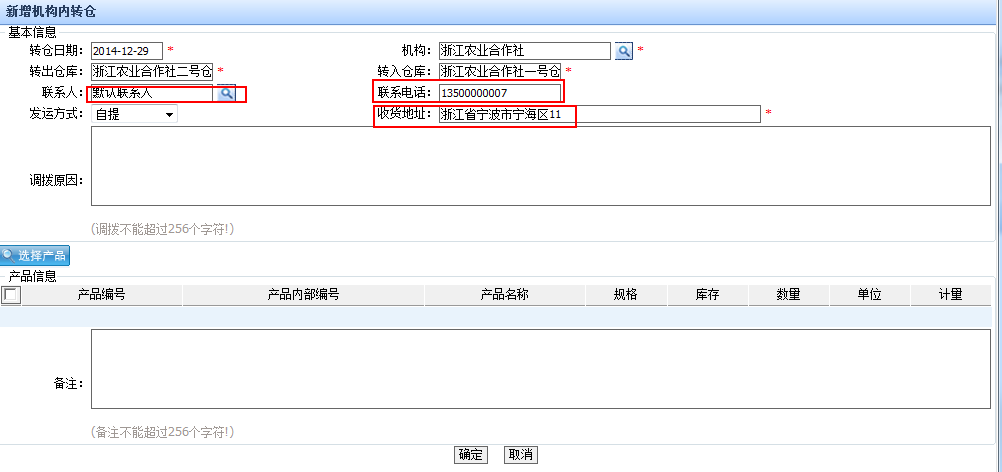 新增机构内转仓
基本信息
转仓日期： 2014-12-29 * 机构： 浙江农业合作社 *
转出仓库： 浙江农业合作社二号仓 * 转入仓库： 浙江农业合作社一号仓 *
联系人： 默认联系人 联系电话： 13500000007
发运方式： 自提 收货地址： 浙江省宁波市宁海区11 *
调拨原因：
(调拨不能超过256个字符!)
选择产品
产品信息
产品编号 产品内部编号 产品名称 规格 库存 数量 单位 计量
备注：
(备注不能超过256个字符!)
确定 取消